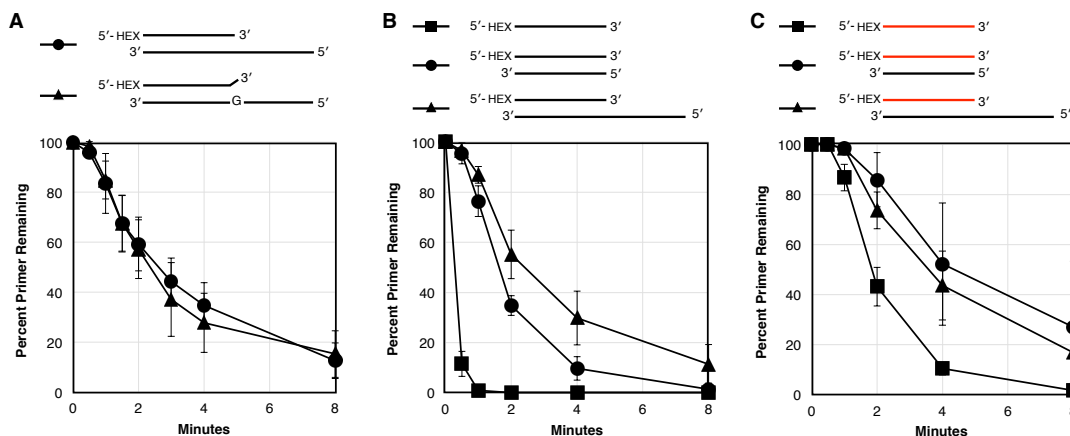 A
5′- HEX 3′
3′ 5′
5′- HEX 3′
3′ G 5′
Percent Primer Remaining
100
80
60
40
20
0
0 2 4 6 8
Minutes
B
5′- HEX 3′
5′- HEX 3′
3′ 5′
5′- HEX 3′
3′ 5′
Percent Primer Remaining
100
80
60
40
20
0
0 2 4 6 8
Minutes
C
5′- HEX 3′
5′- HEX 3′
3′ 5′
5′- HEX 3′
3′ 5′
Percent Primer Remaining
100
80
60
40
20
0
0 2 4 6 8
Minutes